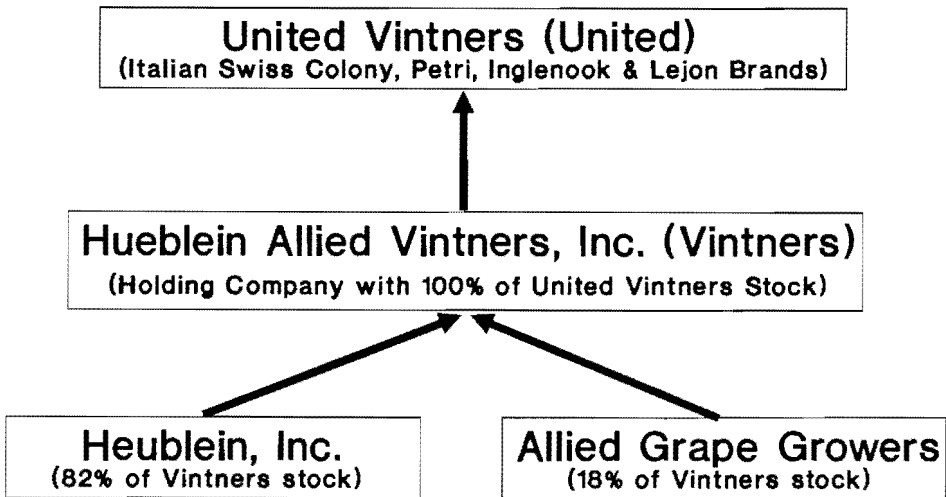 United Vintners (United)
(Italian Swiss Colony, Petri, Inglenook & Lejon Brands)
Hueblein Allied Vintners, Inc. (Vintners)
(Holding Company with 100% of United Vintners Stock)
Heublein, Inc.
(82% of Vintners stock)
Allied Grape Growers
(18% of Vintners stock)